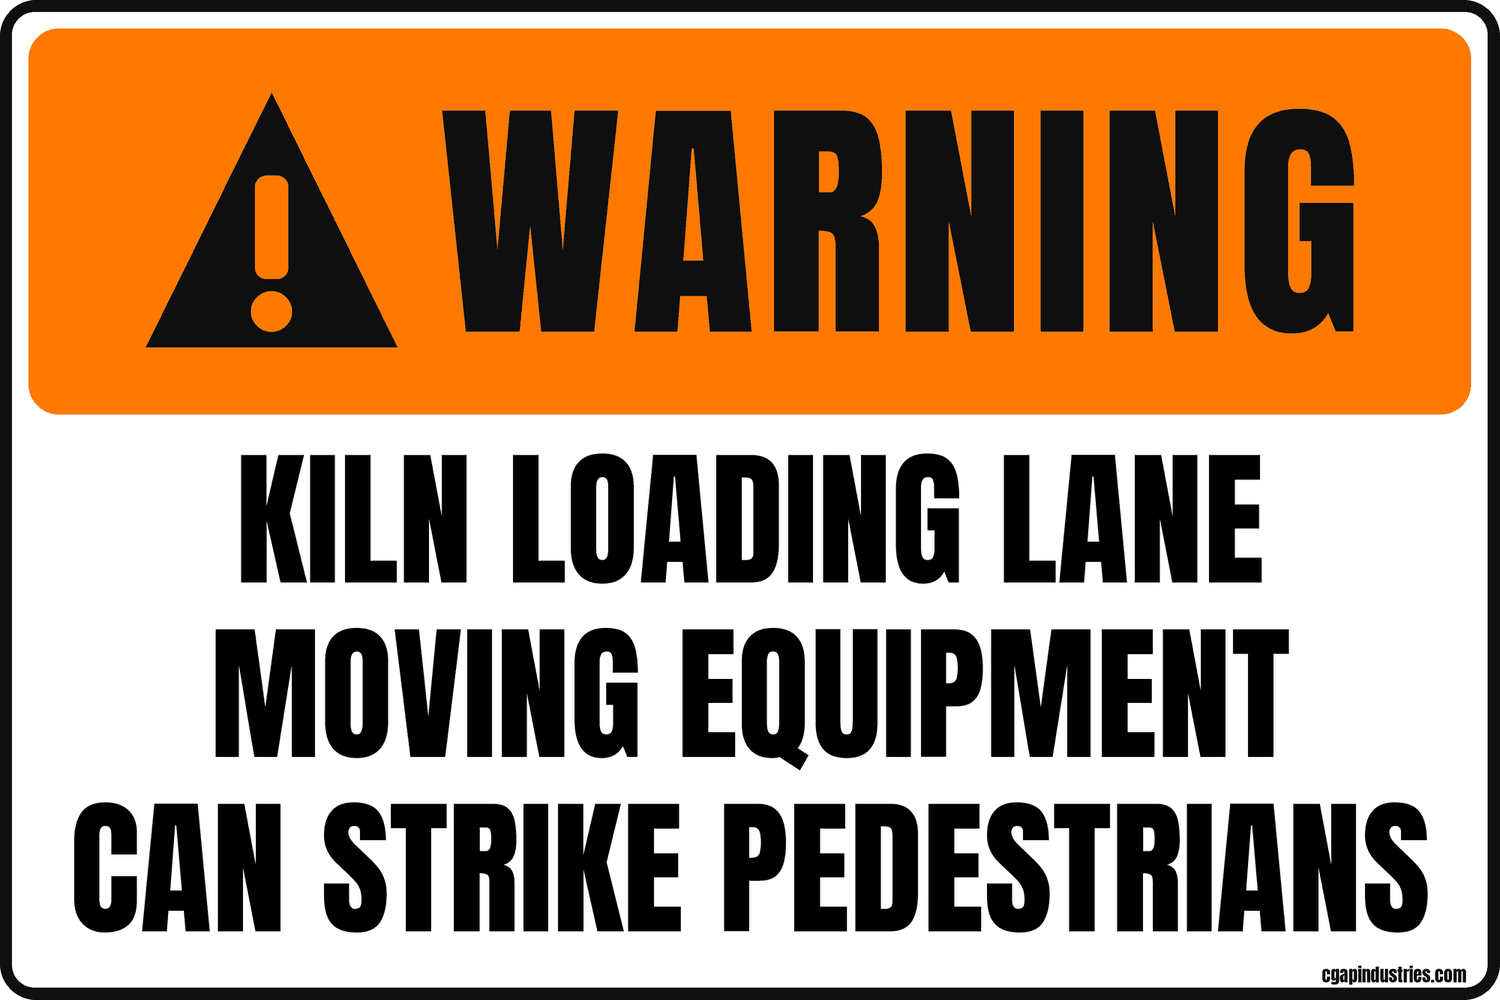 WARNING
KILN LOADING LANE
MOVING EQUIPMENT
CAN STRIKE PEDESTRIANS
cgapindustries.com